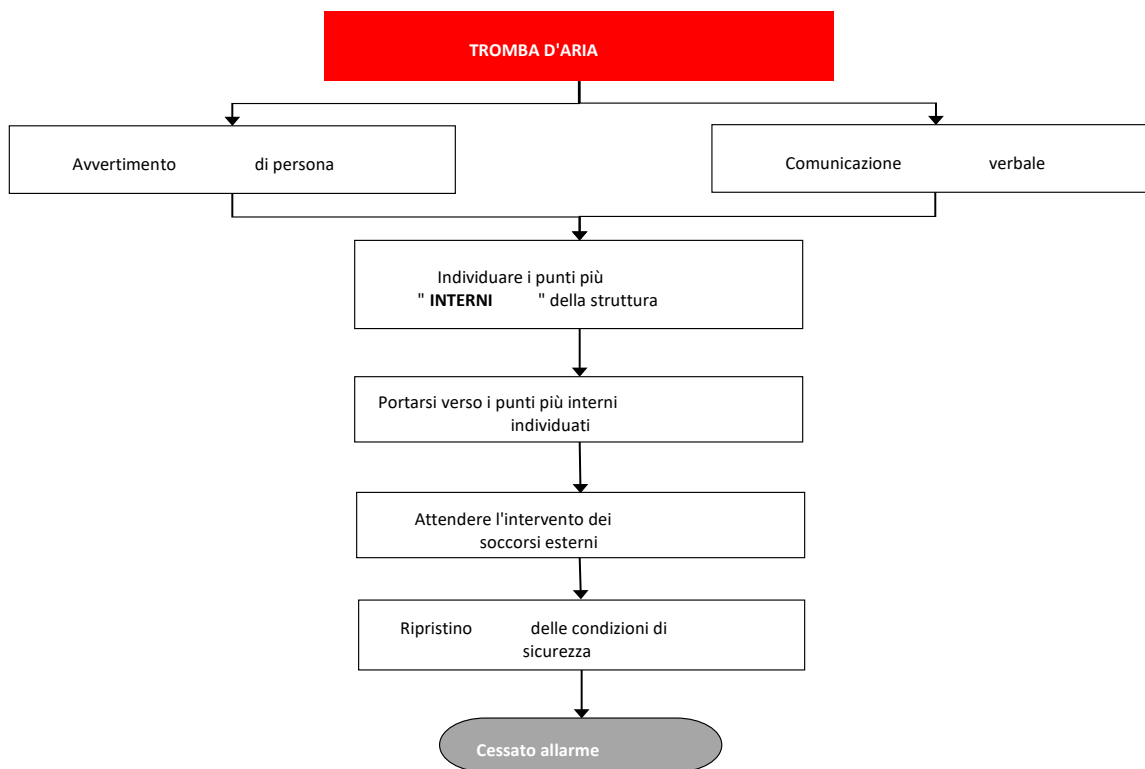 TROMBA D'ARIA
Avvertimento di persona
Comunicazione verbale
Individuare i punti più
" INTERNI " della struttura
Portarsi verso i punti più interni
individuati
Attendere l'intervento dei
soccorsi esterni
Ripristino delle condizioni di
sicurezza
Cessato allarme